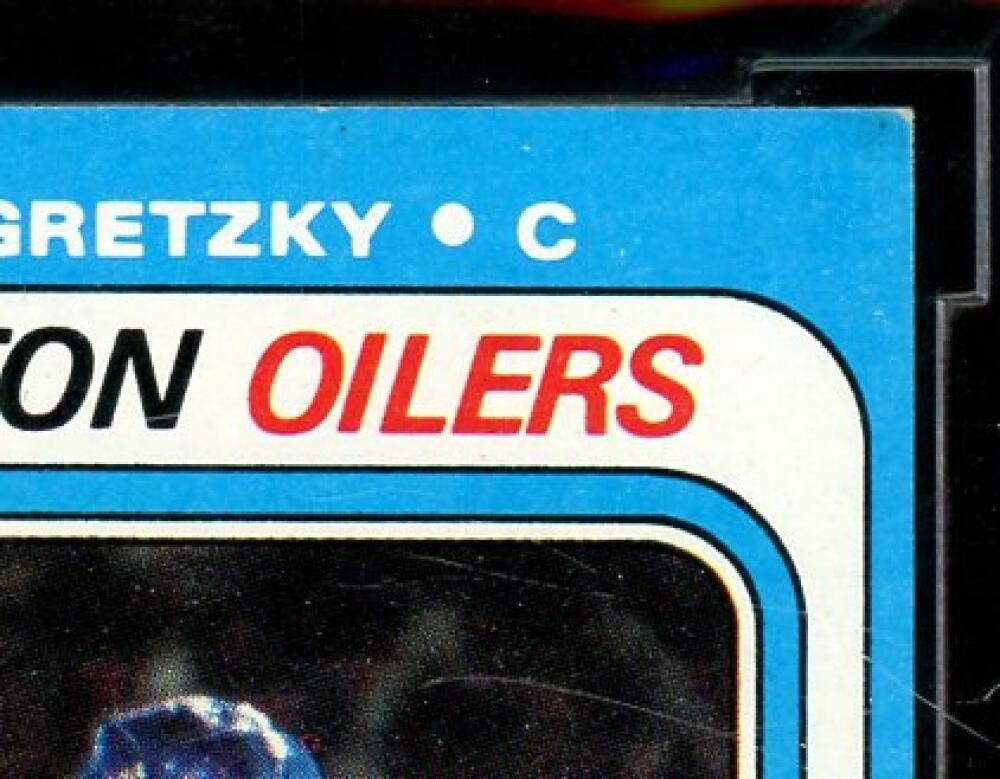 GRETZKY • C
TON OILERS